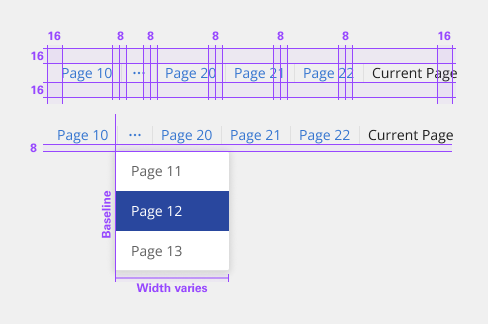 16 8 8 8 8 8 16
16
Page 10 ... Page 20 Page 21 Page 22 Current Page
16
Page 10 ... Page 20 Page 21 Page 22 Current Page
8
Page 11
Page 12
Page 13
Baseline
Width varies